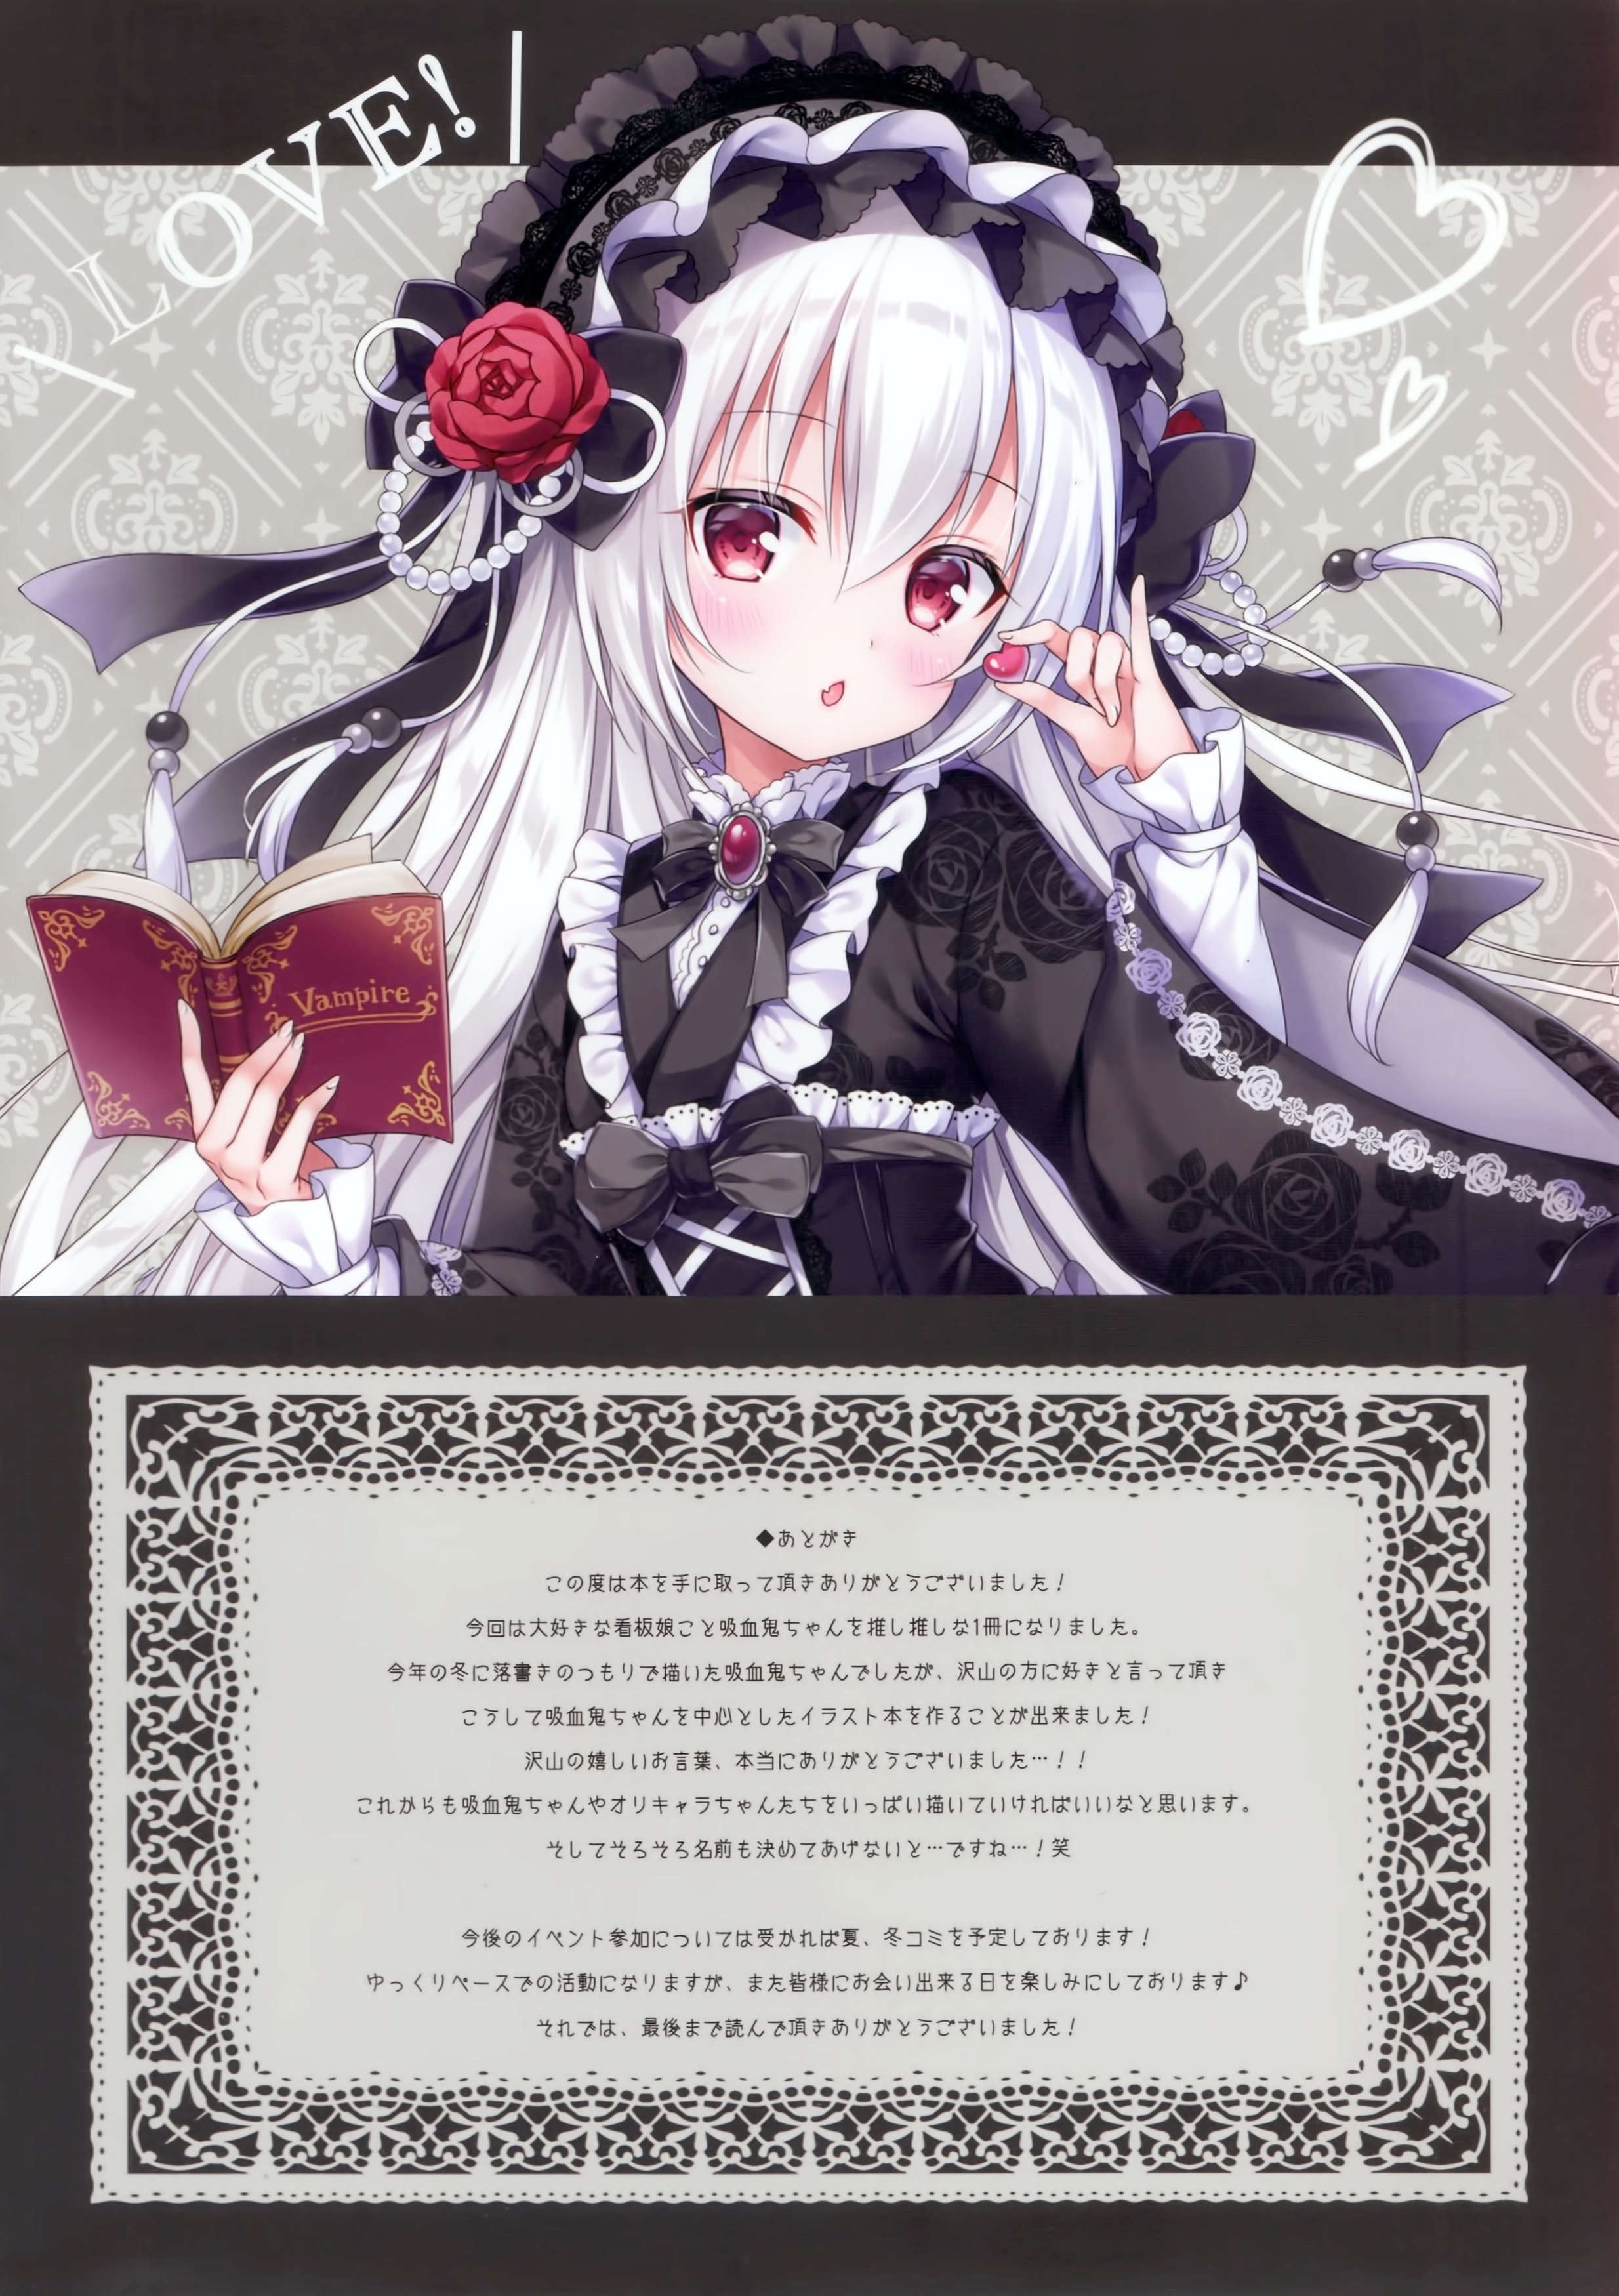 LOVE!
Vampire
◆あとがき
この度は本を手に取って頂きありがとうございました！
今回は大好きな看板娘こと吸血鬼ちゃんを推し推しな1冊になりました。
今年の冬に落書きのつもりで描いた吸血鬼ちゃんでしたが、沢山の方に好きと言って頂き
こうして吸血鬼ちゃんを中心としたイラスト本を作ることが出来ました！
沢山の嬉しいお言葉、本当にありがとうございました…！！
これからも吸血鬼ちゃんやオリキャラちゃんたちをいっぱい描いていければいいなと思います。
そしてそろそろ名前も決めてあげないと…ですね…！笑
今後のイベント参加については受かれば夏、冬コミを予定しております！
ゆっくりペースでの活動になりますが、また皆様にお会い出来る日を楽しみにしております♪
それでは、最後まで読んで頂きありがとうございました！